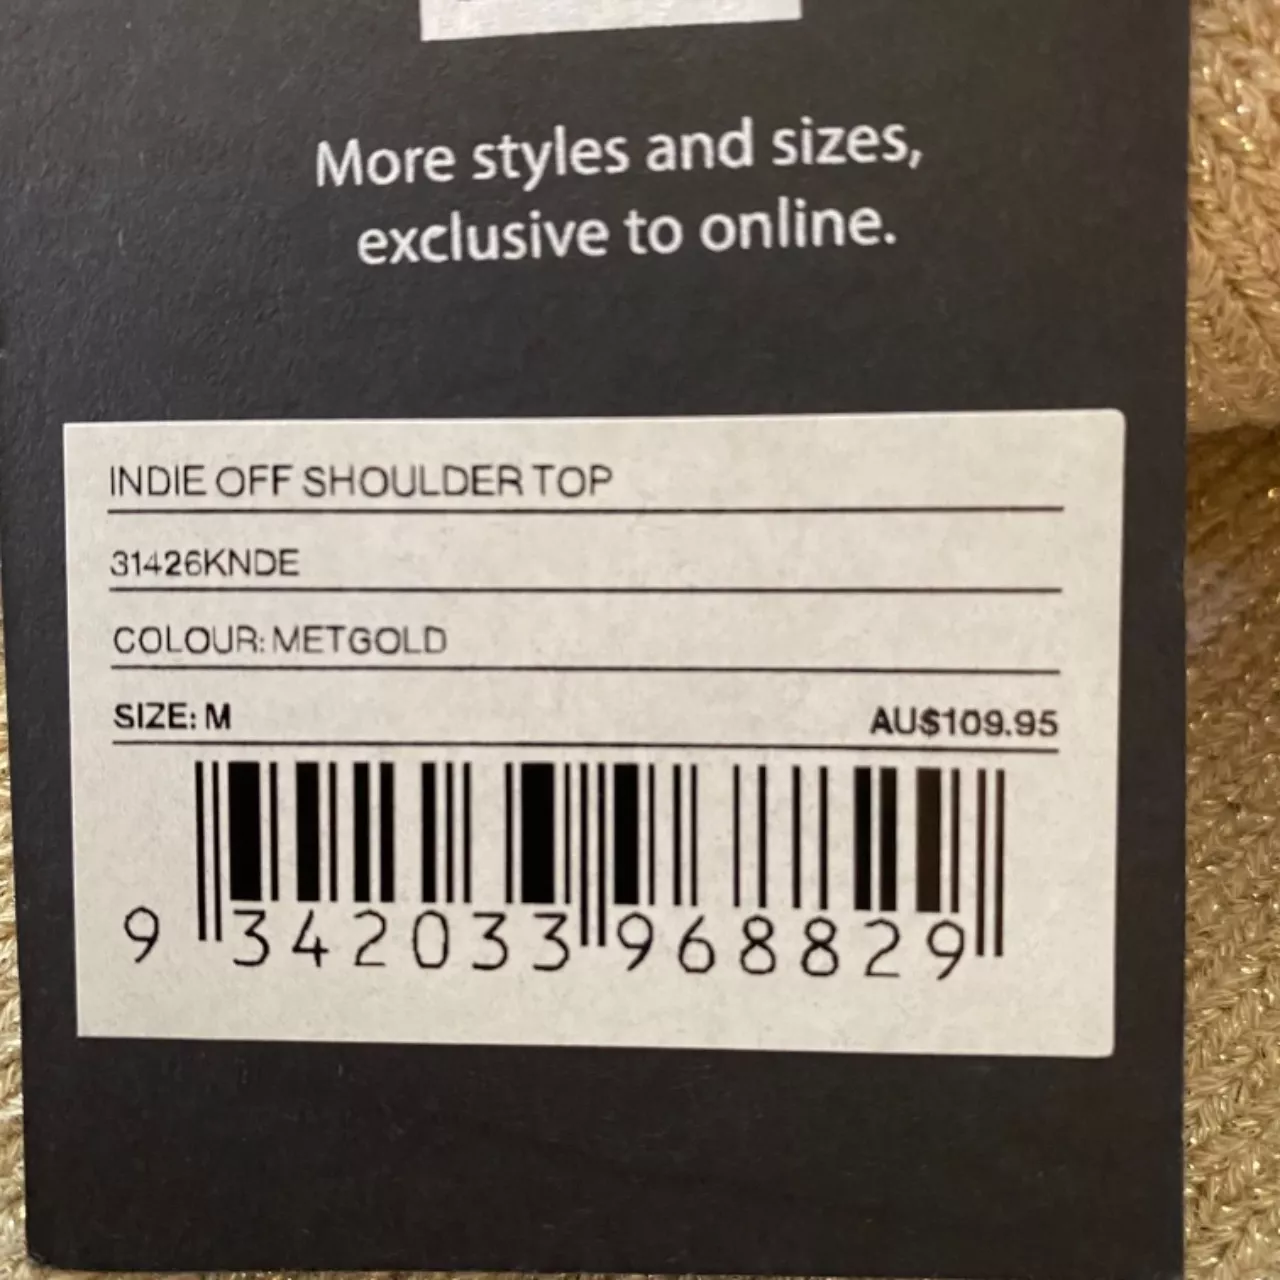 More styles and sizes,
exclusive to online.
INDIE OFF SHOULDER TOP
31426KNDE
COLOUR: METGOLD
SIZE: M AU$109.95
9 342033 968829